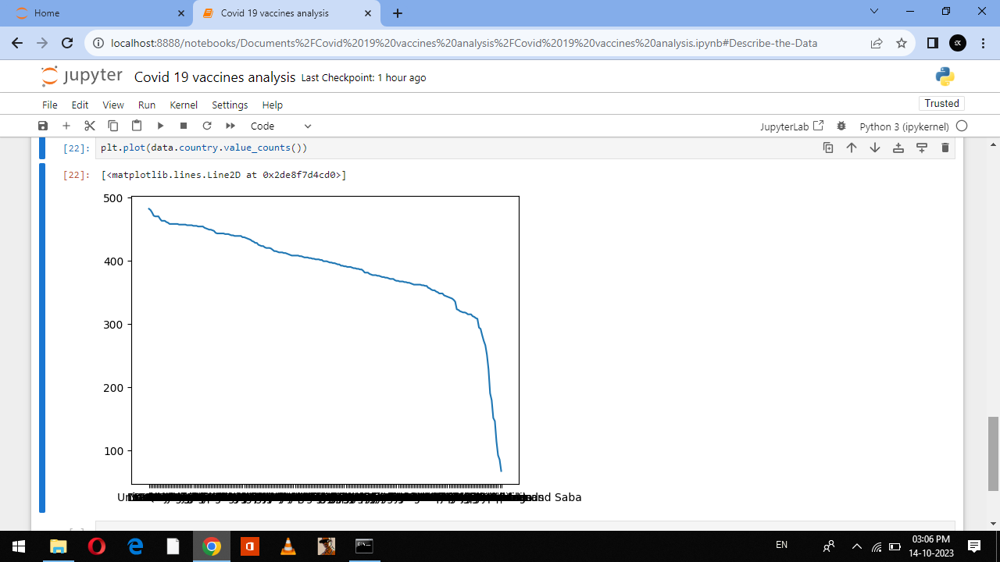 Home
Covid 19 vaccines analysis
localhost:8888/notebooks/Documents%2FCovid%2019%20vaccines%20analysis%2FCovid%2019%20vaccines%20analysis.ipynb#Describe-the-Data
SK
jupyter Covid 19 vaccines analysis Last Checkpoint: 1 hour ago
File Edit View Run Kernel Settings Help
Trusted
Code
JupyterLab
Python 3 (ipykernel)
[22]: plt.plot(data.country.value_counts())
[22]: [<matplotlib.lines.Line2D at 0x2de8f7d4cd0>]
500
400
300
200
100
Saba
EN
03:06 PM
14-10-2023